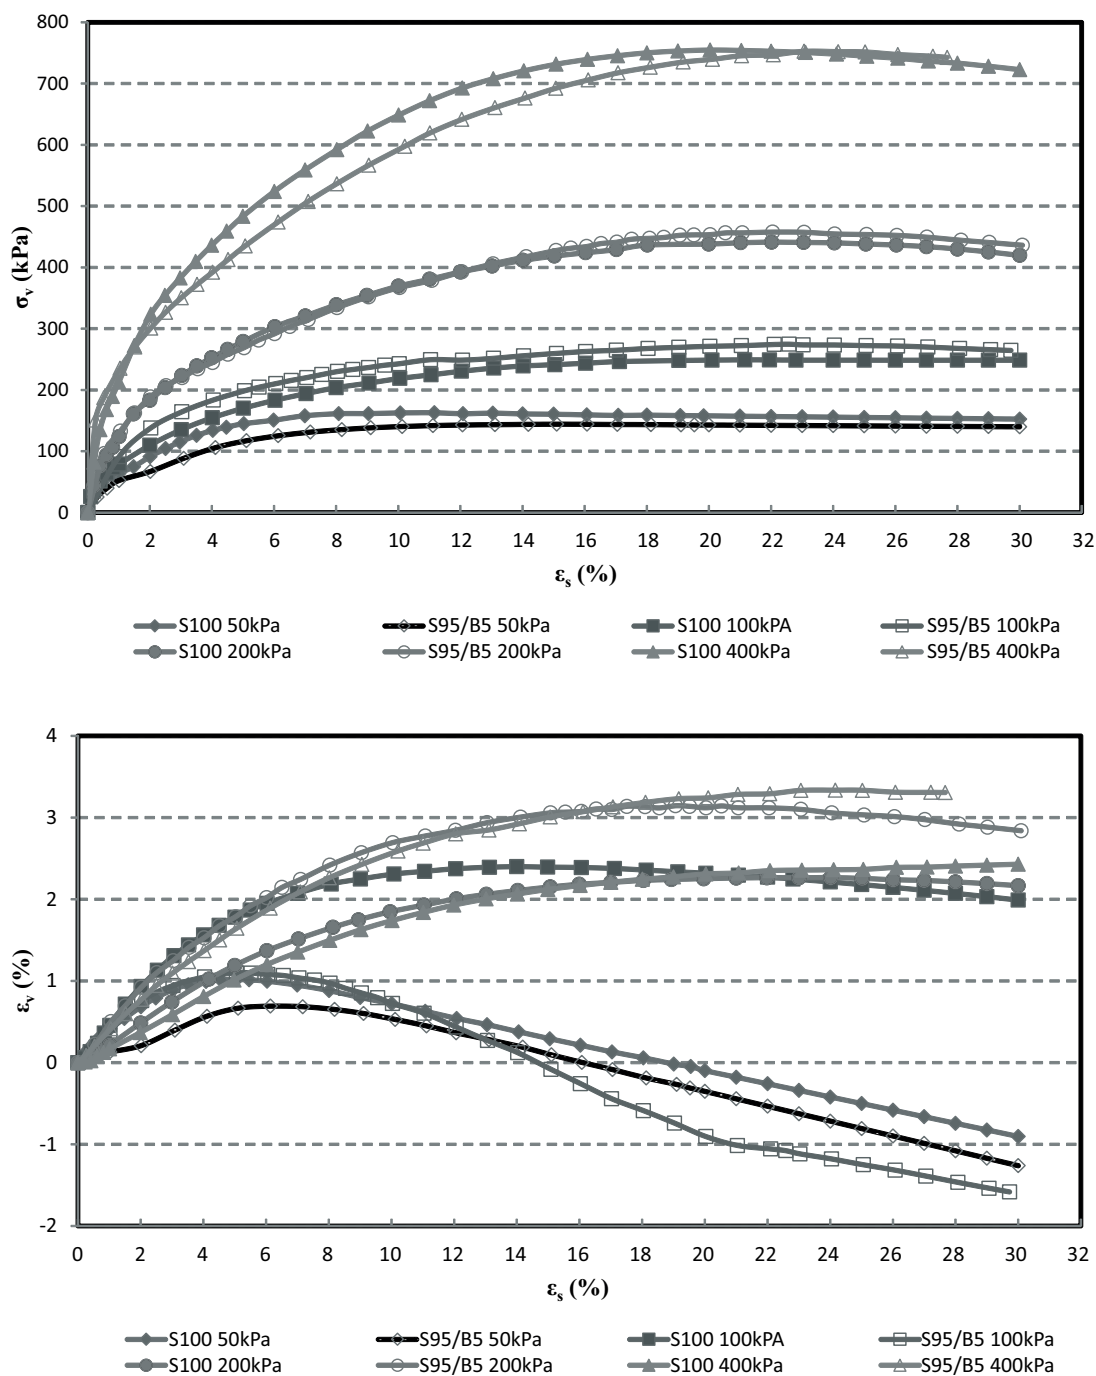 800
700
600
500
400
300
200
100
0
σv (kPa)
0 2 4 6 8 10 12 14 16 18 20 22 24 26 28 30 32
εs (%)
S100 50kPa S95/B5 50kPa S100 100kPA S95/B5 100kPa
S100 200kPa S95/B5 200kPa S100 400kPa S95/B5 400kPa
4
3
2
1
0
-1
-2
εv (%)
0 2 4 6 8 10 12 14 16 18 20 22 24 26 28 30 32
εs (%)
S100 50kPa S95/B5 50kPa S100 100kPA S95/B5 100kPa
S100 200kPa S95/B5 200kPa S100 400kPa S95/B5 400kPa